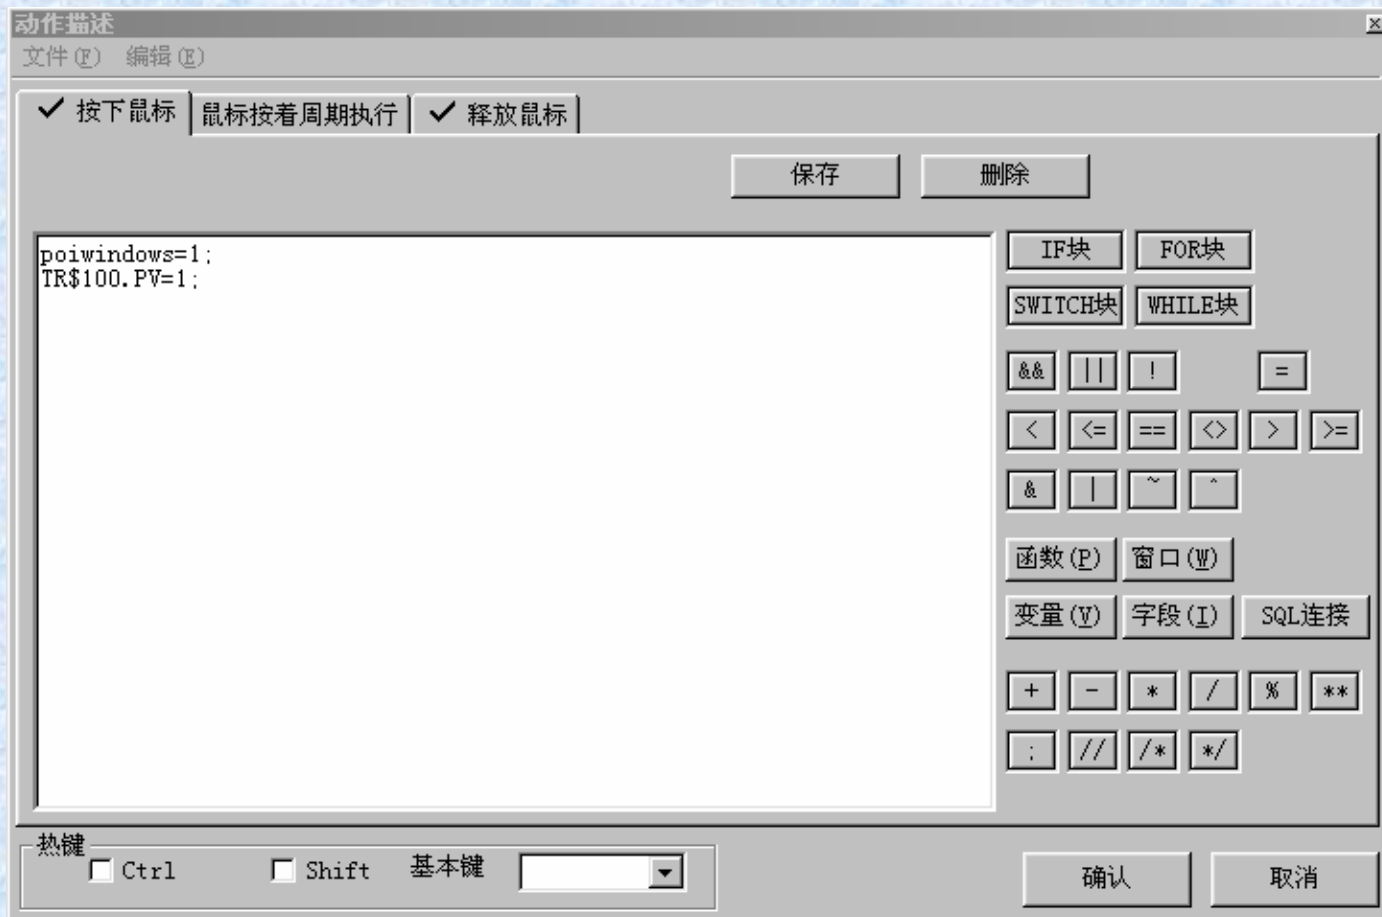 动作描述
文件(F) 编辑(E)
按下鼠标 鼠标按着周期执行 释放鼠标
保存 删除
poiwindows=1;
TR$100.PV=1;
IF块 FOR块
SWITCH块 WHILE块
&& || ! =
< <= == <> > >=
& | ~ ^
函数(P) 窗口(W)
变量(V) 字段(I) SQL连接
+ - * / % **
; // /* */
热键
Ctrl Shift 基本键
确认 取消